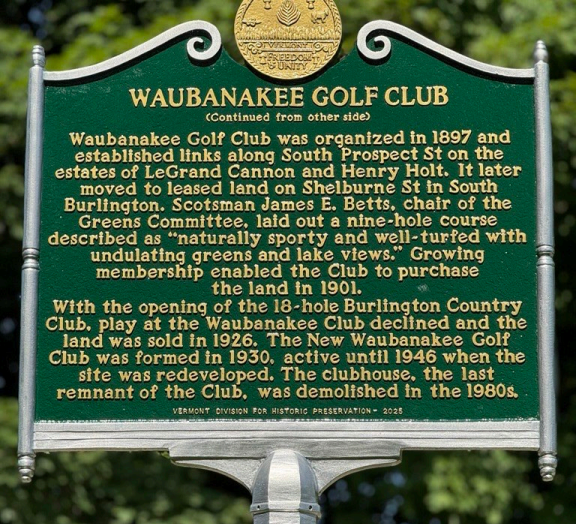 VERMONT
FREEDOM
& UNITY
WAUBANAKEE GOLF CLUB
(Continued from other side)
Waubanakee Golf Club was organized in 1897 and
established links along South Prospect St on the
estates of LeGrand Cannon and Henry Holt. It later
moved to leased land on Shelburne St in South
Burlington. Scotsman James E. Betts, chair of the
Greens Committee, laid out a nine-hole course
described as “naturally sporty and well-turfed with
undulating greens and lake views.” Growing
membership enabled the Club to purchase
the land in 1901.
With the opening of the 18-hole Burlington Country
Club, play at the Waubanakee Club declined and the
land was sold in 1926. The New Waubanakee Golf
Club was formed in 1930, active until 1946 when the
site was redeveloped. The clubhouse, the last
remnant of the Club, was demolished in the 1980s.
VERMONT DIVISION FOR HISTORIC PRESERVATION - 2025